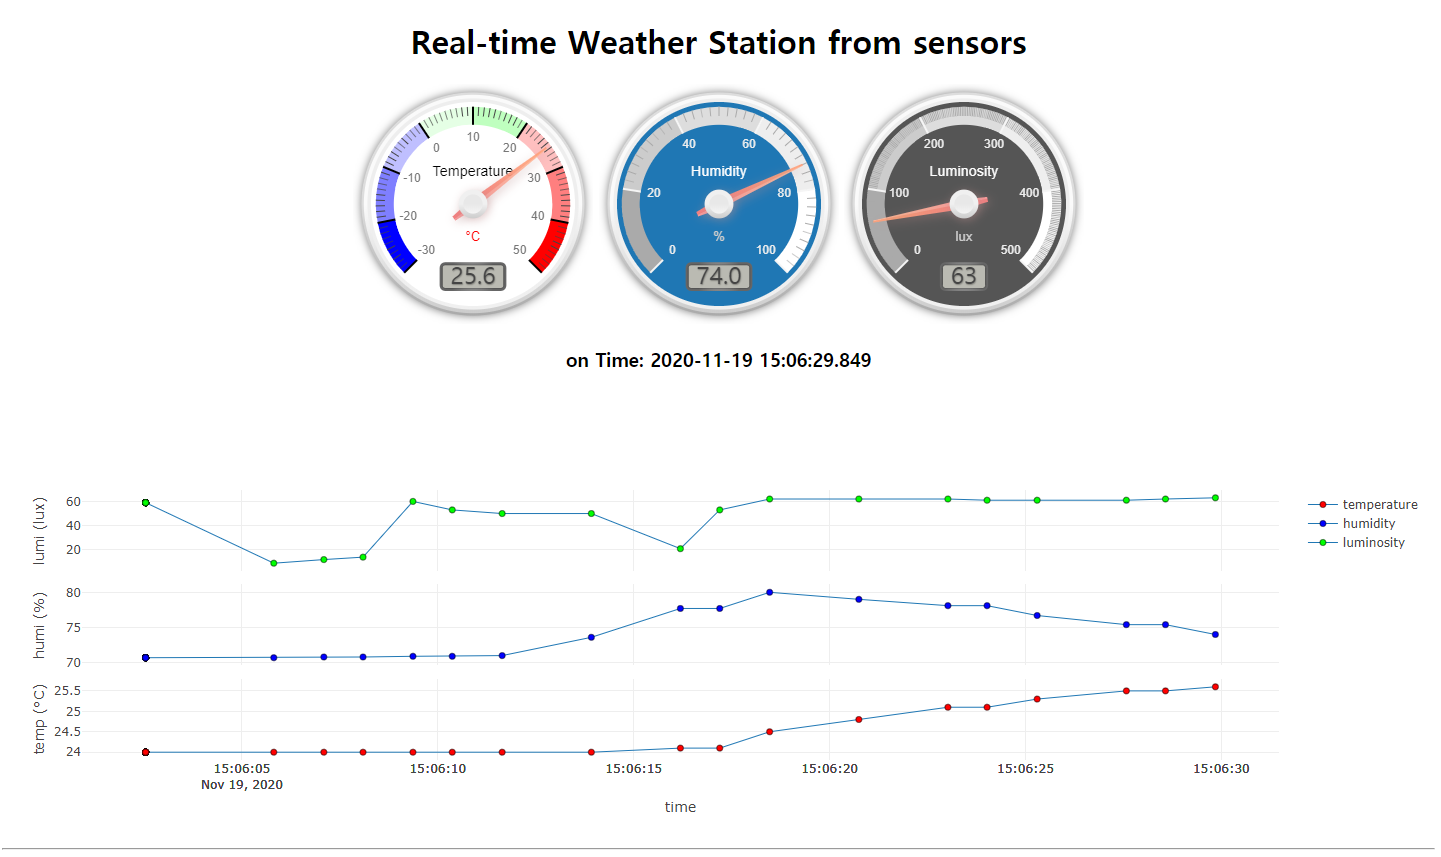 Real-time Weather Station from sensors
-30 -20 -10 0 10 20 30 40 50
Temperature
°C
25.6
0 20 40 60 80 100
Humidity
%
74.0
0 100 200 300 400 500
Luminosity
lux
63
on Time: 2020-11-19 15:06:29.849
lumi (lux)
60
40
20
humi (%)
80
75
70
temp (°C)
25.5
25
24.5
24
15:06:05 15:06:10 15:06:15 15:06:20 15:06:25 15:06:30
Nov 19, 2020
time
temperature
humidity
luminosity